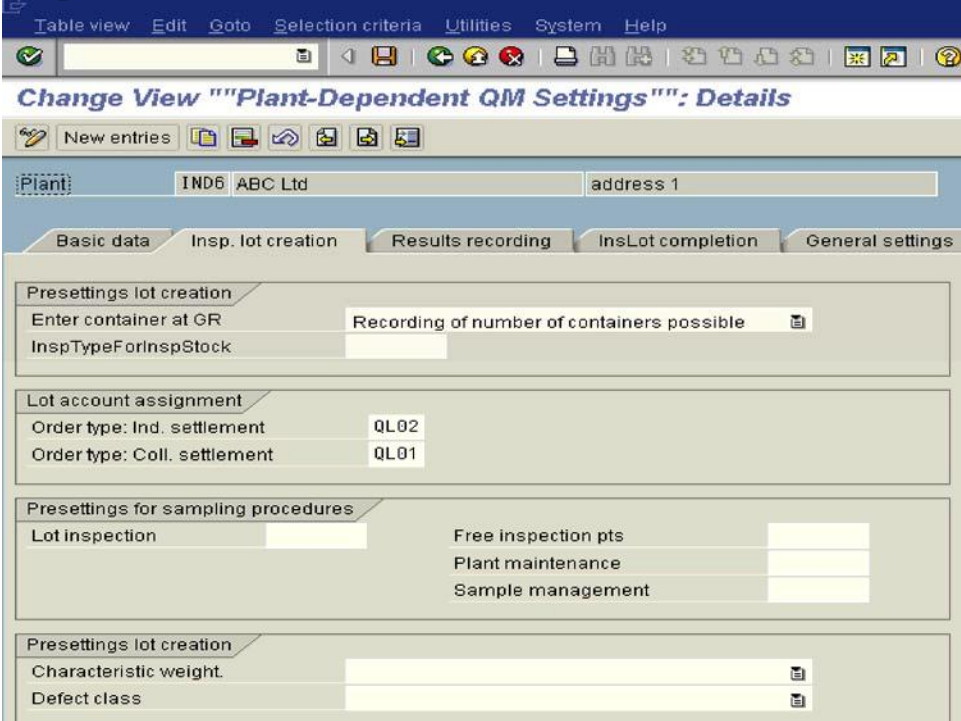 Table view Edit Goto Selection criteria Utilities System Help
Change View ""Plant-Dependent QM Settings"": Details
New entries
Plant IND6 ABC Ltd address 1
Basic data Insp. lot creation Results recording InsLot completion General settings
Presettings lot creation
Enter container at GR Recording of number of containers possible
InspTypeForInspStock
Lot account assignment
Order type: Ind. settlement QL02
Order type: Coll. settlement QL01
Presettings for sampling procedures
Lot inspection Free inspection pts
Plant maintenance
Sample management
Presettings lot creation
Characteristic weight.
Defect class